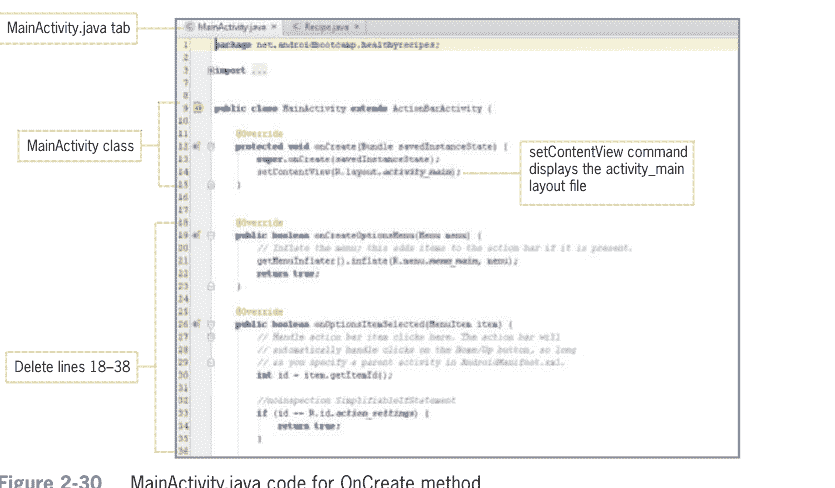 MainActivity.java tab
MainActivity.java × Recipe.java ×
1 package net.androidbootcamp.healthyrecipes;
2
3 import ...
7
8
9 public class MainActivity extends ActionBarActivity {
10
11 @Override
12 protected void onCreate(Bundle savedInstanceState) {
13 super.onCreate(savedInstanceState);
14 setContentView(R.layout.activity_main);
15 }
16
17
18 @Override
19 public boolean onCreateOptionsMenu(Menu menu) {
20 // Inflate the menu; this adds items to the action bar if it is present.
21 getMenuInflater().inflate(R.menu.menu_main, menu);
22 return true;
23 }
24
25 @Override
26 public boolean onOptionsItemSelected(MenuItem item) {
27 // Handle action bar item clicks here. The action bar will
28 // automatically handle clicks on the Home/Up button, so long
29 // as you specify a parent activity in AndroidManifest.xml.
30 int id = item.getItemId();
31
32 //noinspection SimplifiableIfStatement
33 if (id == R.id.action_settings) {
34 return true;
35 }
36
MainActivity class
setContentView command
displays the activity_main
layout file
Delete lines 18–38
Figure 2-30 MainActivity.java code for OnCreate method